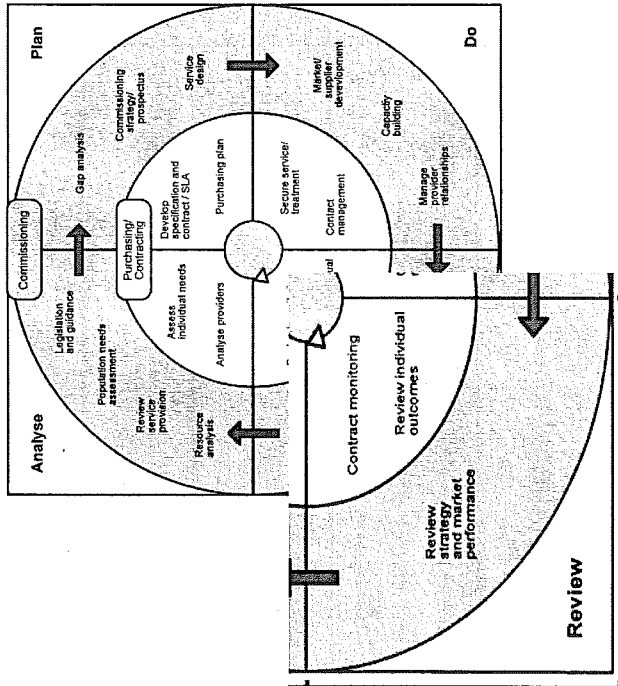 Analyse
Commissioning
Plan
Legislation
and guidance
Population needs
assessment
Review
service
provision
Resource
analysis
Gap analysis
Commissioning
strategy/
prospectus
Service
design
Purchasing/
Contracting
Assess
individual needs
Analyse providers
Develop
specification and
contract / SLA
Purchasing plan
Secure service/
treatment
Contact
management
Market/
supplier
devevelopment
Capacity
building
Manage
provider
relationships
Do
ual
Contract monitoring
Review individual
outcomes
Review
strategy
and market
performance
Review